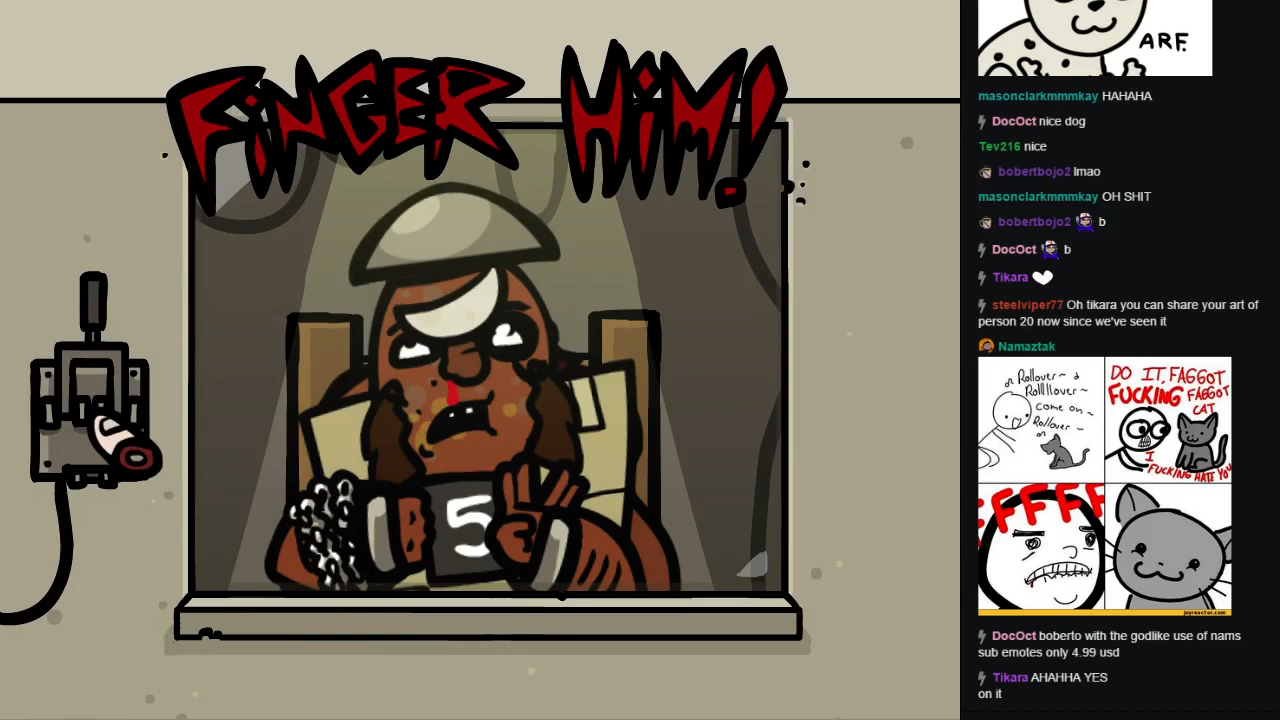 FiNGER HiM!
5
ARF.
masonclarkmmmkay HAHAHA
DocOct nice dog
Tev216 nice
bobertbojo2 lmao
masonclarkmmmkay OH SHIT
bobertbojo2 b
DocOct b
Tikara
steelviper77 Oh tikara you can share your art of
person 20 now since we've seen it
Namaztak
Rollover~
Rollllover~
come on~
Rollover~
DO IT, FAGGOT
FUCKING FAGGOT
CAT
I
FUCKING HATE YOU
FFFFF
joyreactor.com
DocOct boberto with the godlike use of nams
sub emotes only 4.99 usd
Tikara AHAHHA YES
on it